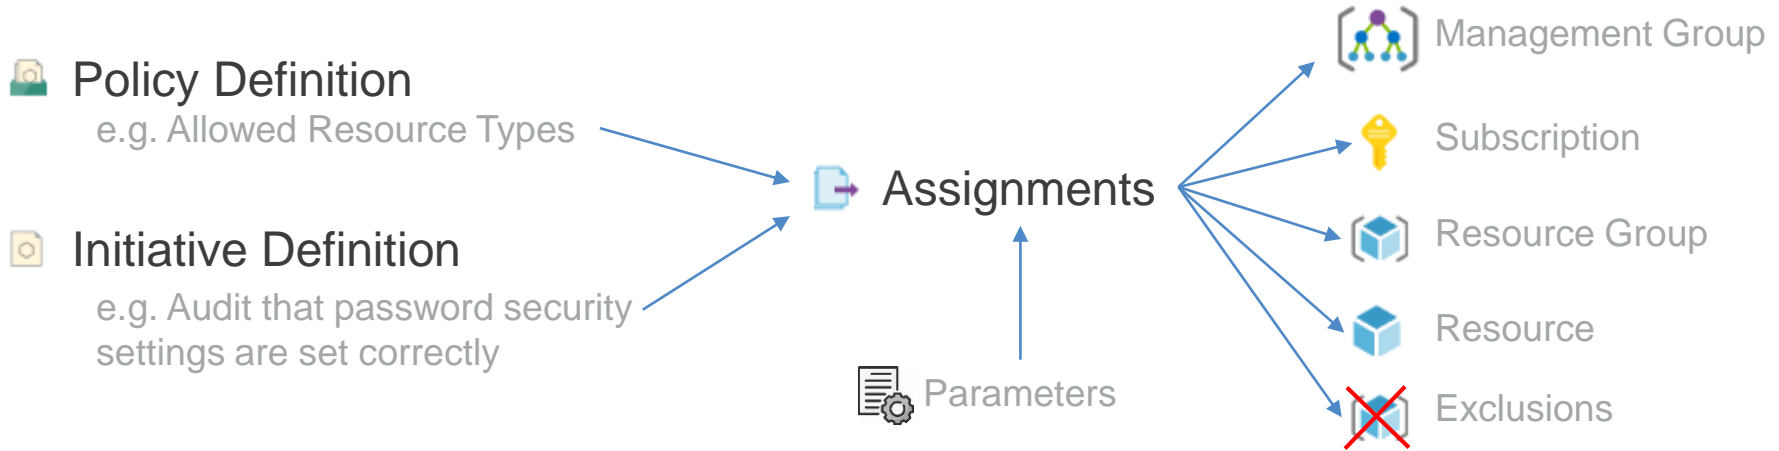 Policy Definition
e.g. Allowed Resource Types
Initiative Definition
e.g. Audit that password security
settings are set correctly
Assignments
Parameters
Management Group
Subscription
Resource Group
Resource
Exclusions